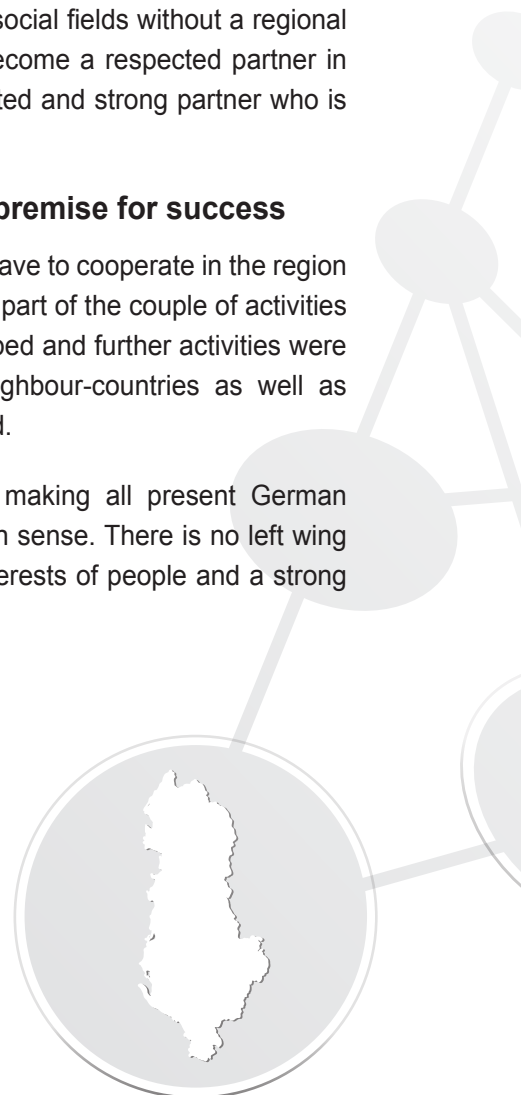 social fields without a regional
become a respected partner in
ted and strong partner who is
premise for success
ave to cooperate in the region
part of the couple of activities
ped and further activities were
ghbour-countries as well as
d.
making all present German
n sense. There is no left wing
erests of people and a strong